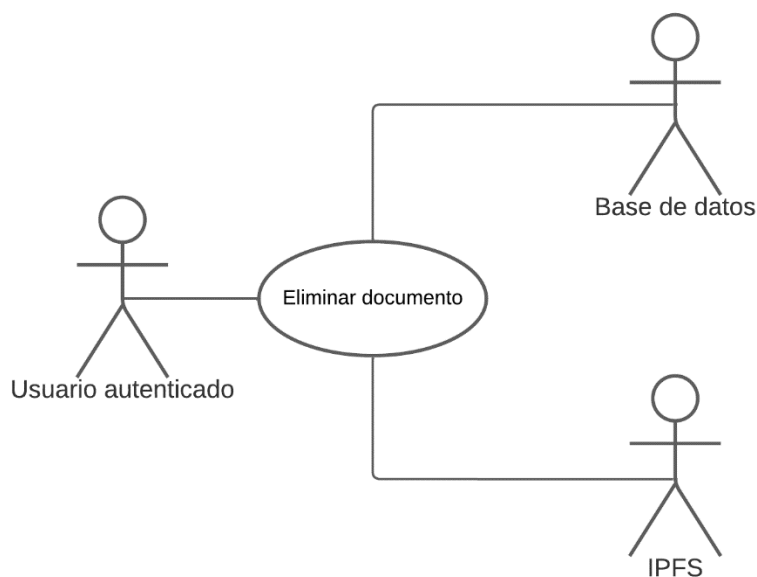 Base de datos
Eliminar documento
Usuario autenticado
IPFS